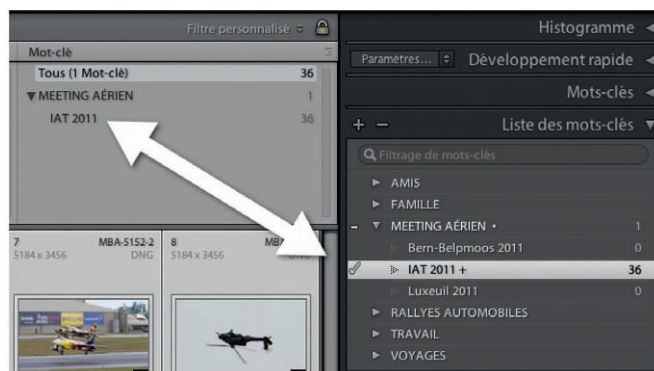 Filtre personnalisé
Mot-clé
Tous (1 Mot-clé) 36
MEETING AÉRIEN 1
IAT 2011 36
7 MBA-5152-2
5184 x 3456 DNG
8
5184 x 3456 DNG
Histogramme
Paramètres... Développement rapide
Mots-clés
+ − Liste des mots-clés
Filtrage de mots-clés
AMIS
FAMILLE
MEETING AÉRIEN • 1
Bern-Belpmoos 2011 0
IAT 2011 + 36
Luxeuil 2011 0
RALLYES AUTOMOBILES
TRAVAIL
VOYAGES